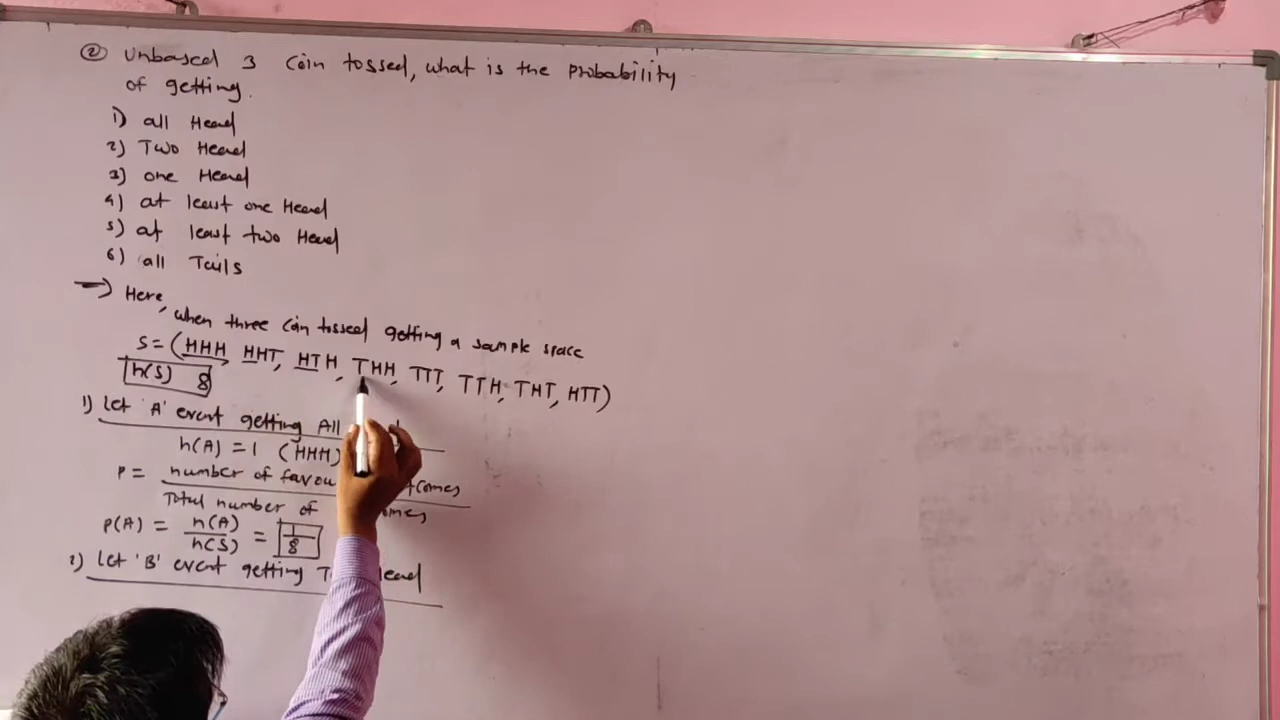 ② Unbased 3 Coin tossed, what is the Probability
of getting.
1) all Head
2) Two Head
3) one Head
4) at least one Head
5) at least two Head
6) all Tails
→ Here, when three coin tossed getting a sample space
S = (HHH, HHT, HTH, THH, TTT, TTH, THT, HTT)
n(S) 8
1) Let 'A' event getting All
n(A) = 1 (HHH)
P = number of
Total number of
P(A) = n(A)/n(S) = 1/8
2) Let 'B' event getting